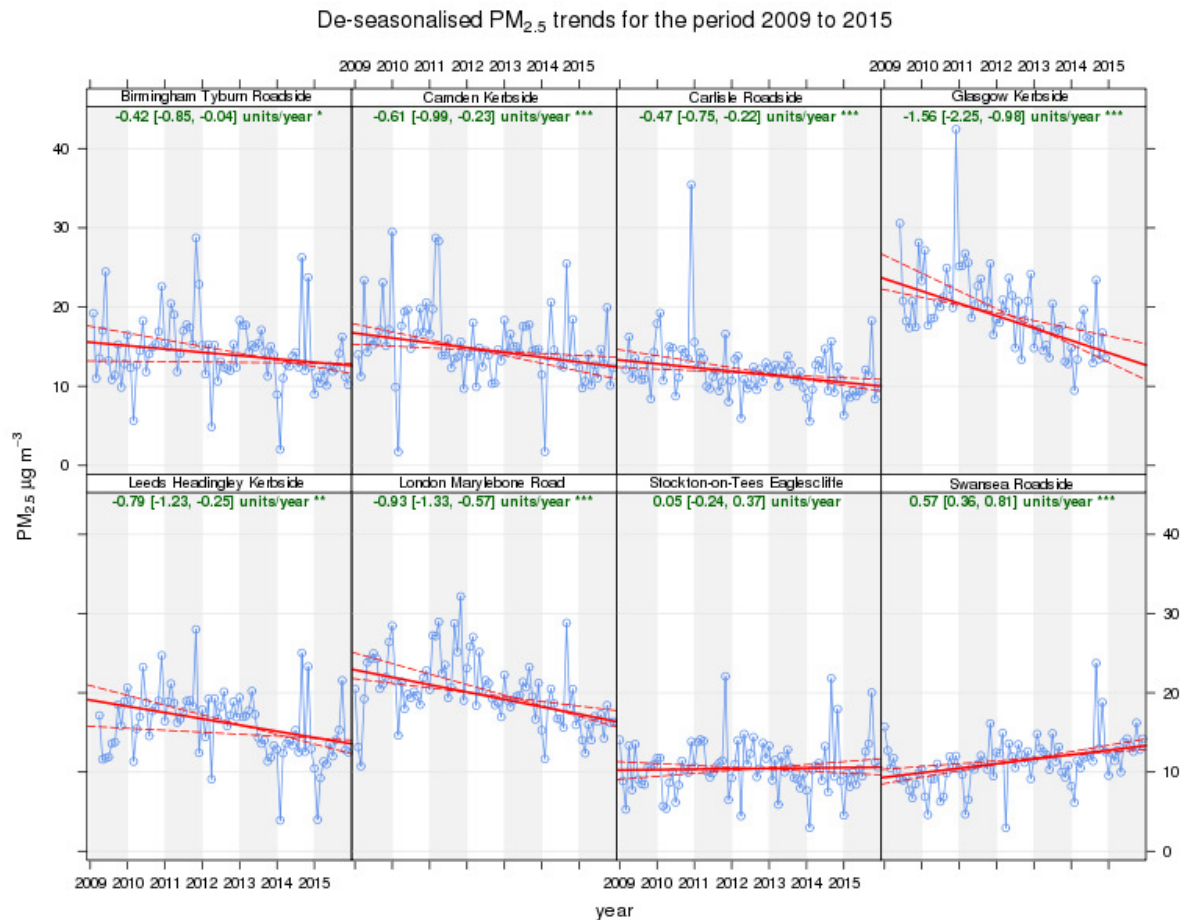 De-seasonalised PM2.5 trends for the period 2009 to 2015
2009 2010 2011 2012 2013 2014 2015
2009 2010 2011 2012 2013 2014 2015
Birmingham Tyburn Roadside
Camden Kerbside
Carlisle Roadside
Glasgow Kerbside
-0.42 [-0.85, -0.04] units/year *
-0.61 [-0.99, -0.23] units/year ***
-0.47 [-0.75, -0.22] units/year ***
-1.56 [-2.25, -0.98] units/year ***
40
30
20
10
0
Leeds Headingley Kerbside
London Marylebone Road
Stockton-on-Tees Eaglescliffe
Swansea Roadside
-0.79 [-1.23, -0.25] units/year **
-0.93 [-1.33, -0.57] units/year ***
0.05 [-0.24, 0.37] units/year
0.57 [0.36, 0.81] units/year ***
40
30
20
10
0
PM2.5 µg m−3
2009 2010 2011 2012 2013 2014 2015
2009 2010 2011 2012 2013 2014 2015
year